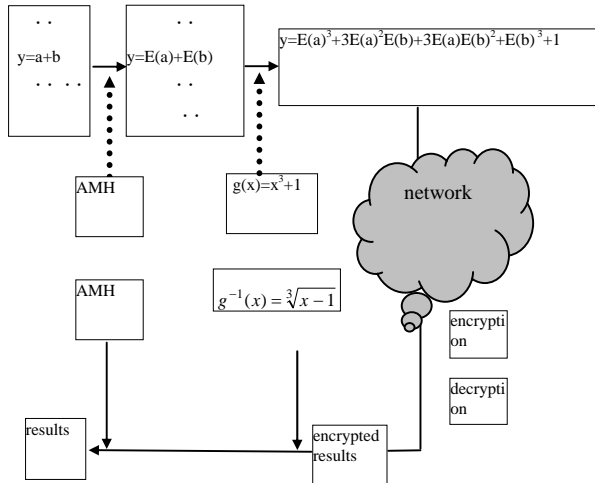 y=a+b
y=E(a)+E(b)
y=E(a)³+3E(a)²E(b)+3E(a)E(b)²+E(b)³+1
AMH
g(x)=x³+1
network
AMH
g⁻¹(x) = ∛(x−1)
encrypti
on
decrypti
on
results
encrypted
results